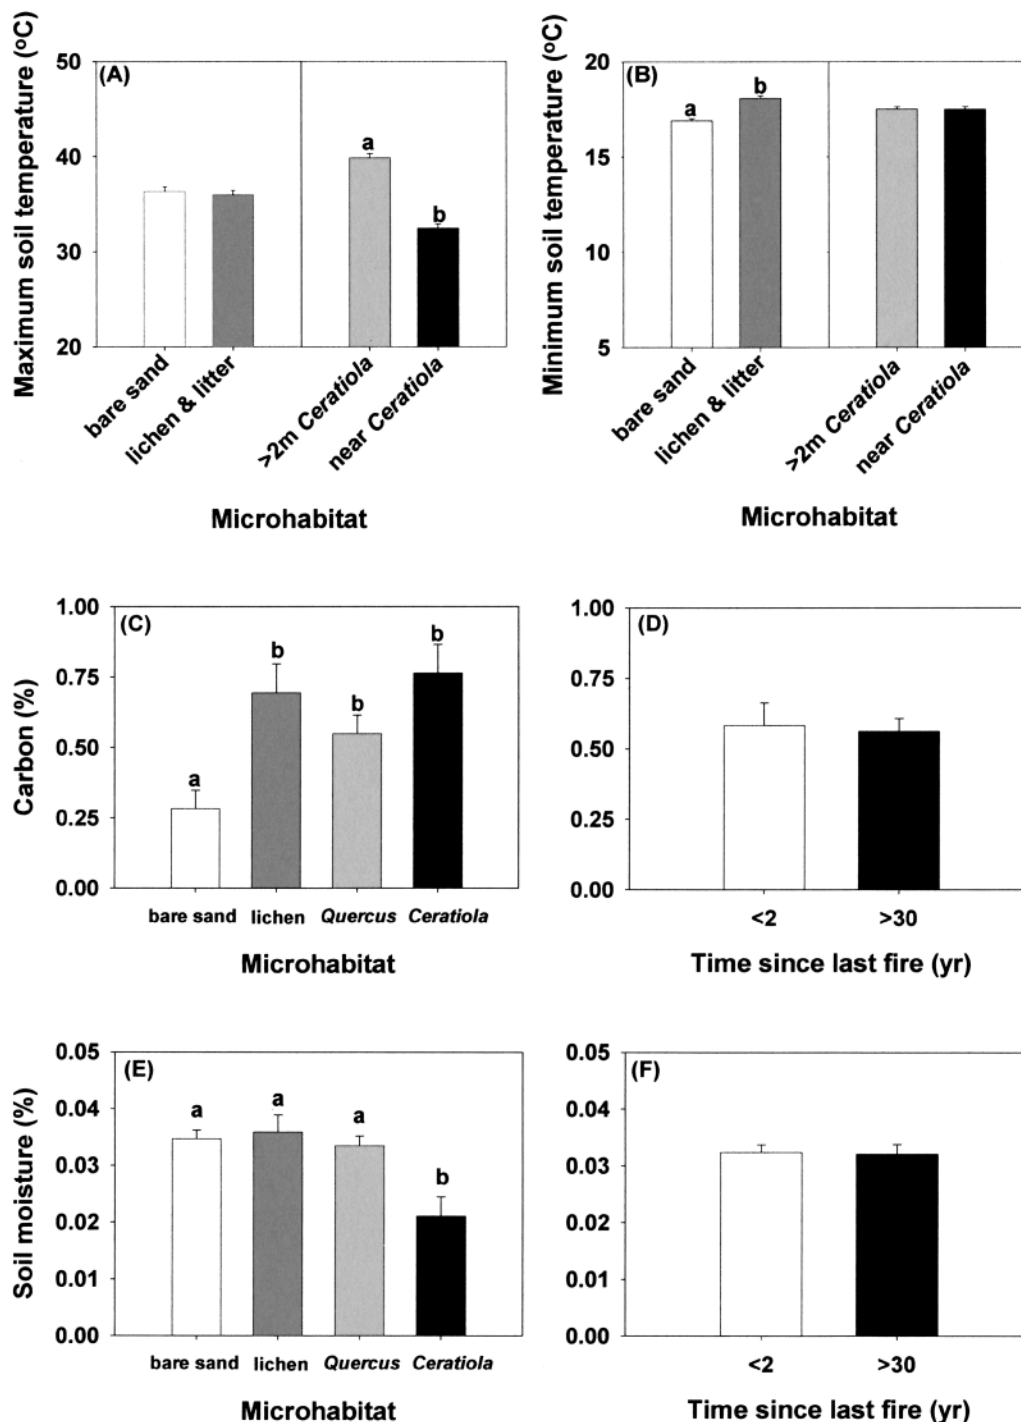 Maximum soil temperature (ºC)
50
40
30
20
(A)
a
b
bare sand
lichen & litter
>2m Ceratiola
near Ceratiola
Microhabitat
Minimum soil temperature (ºC)
20
15
10
5
(B)
a
b
bare sand
lichen & litter
>2m Ceratiola
near Ceratiola
Microhabitat
Carbon (%)
1.00
0.75
0.50
0.25
0.00
(C)
a
b
b
b
bare sand lichen Quercus Ceratiola
Microhabitat
1.00
0.75
0.50
0.25
0.00
(D)
<2 >30
Time since last fire (yr)
Soil moisture (%)
0.05
0.04
0.03
0.02
0.01
0.00
(E)
a
a
a
b
bare sand lichen Quercus Ceratiola
Microhabitat
0.05
0.04
0.03
0.02
0.01
0.00
(F)
<2 >30
Time since last fire (yr)